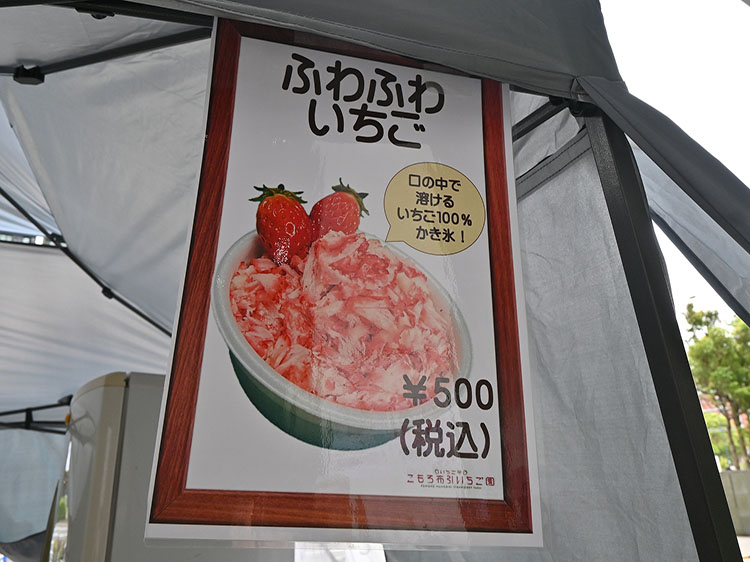 ふわふわ
いちご
口の中で
溶ける
いちご100%
かき氷!
¥500
(税込)
こもろ布引いちご園